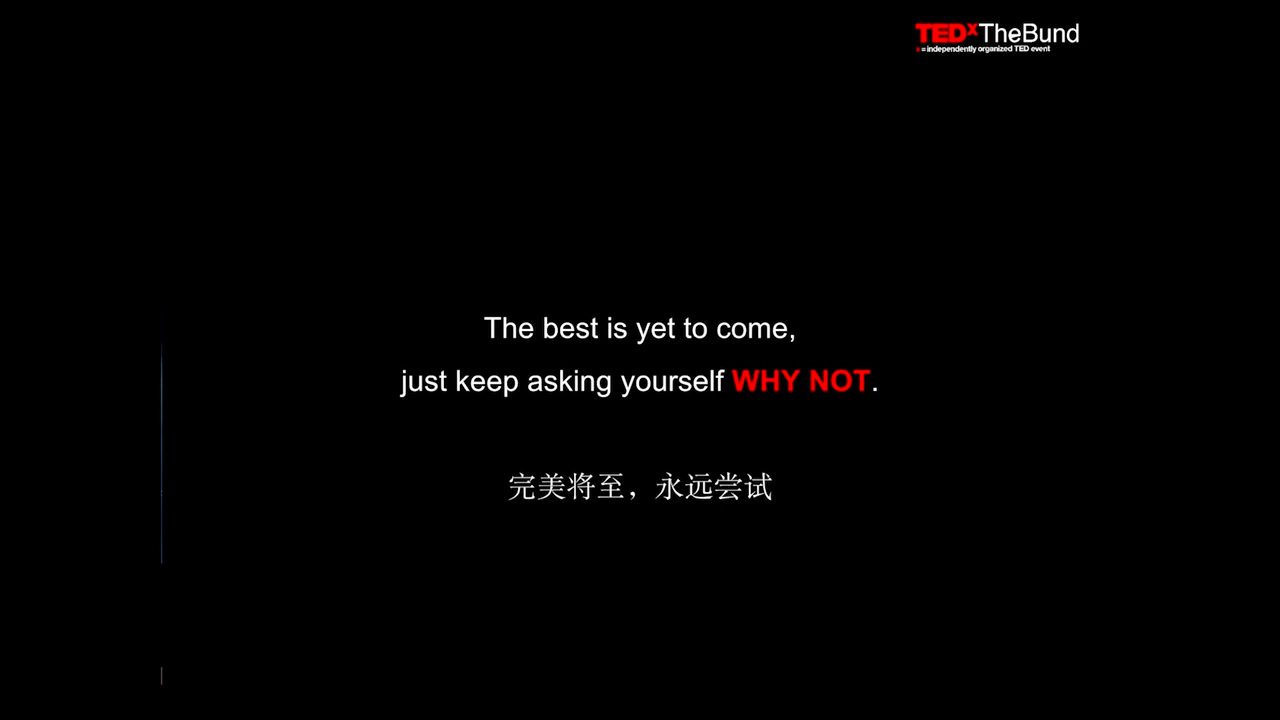 TEDxTheBund
x = independently organized TED event
The best is yet to come,
just keep asking yourself WHY NOT.
完美将至，永远尝试